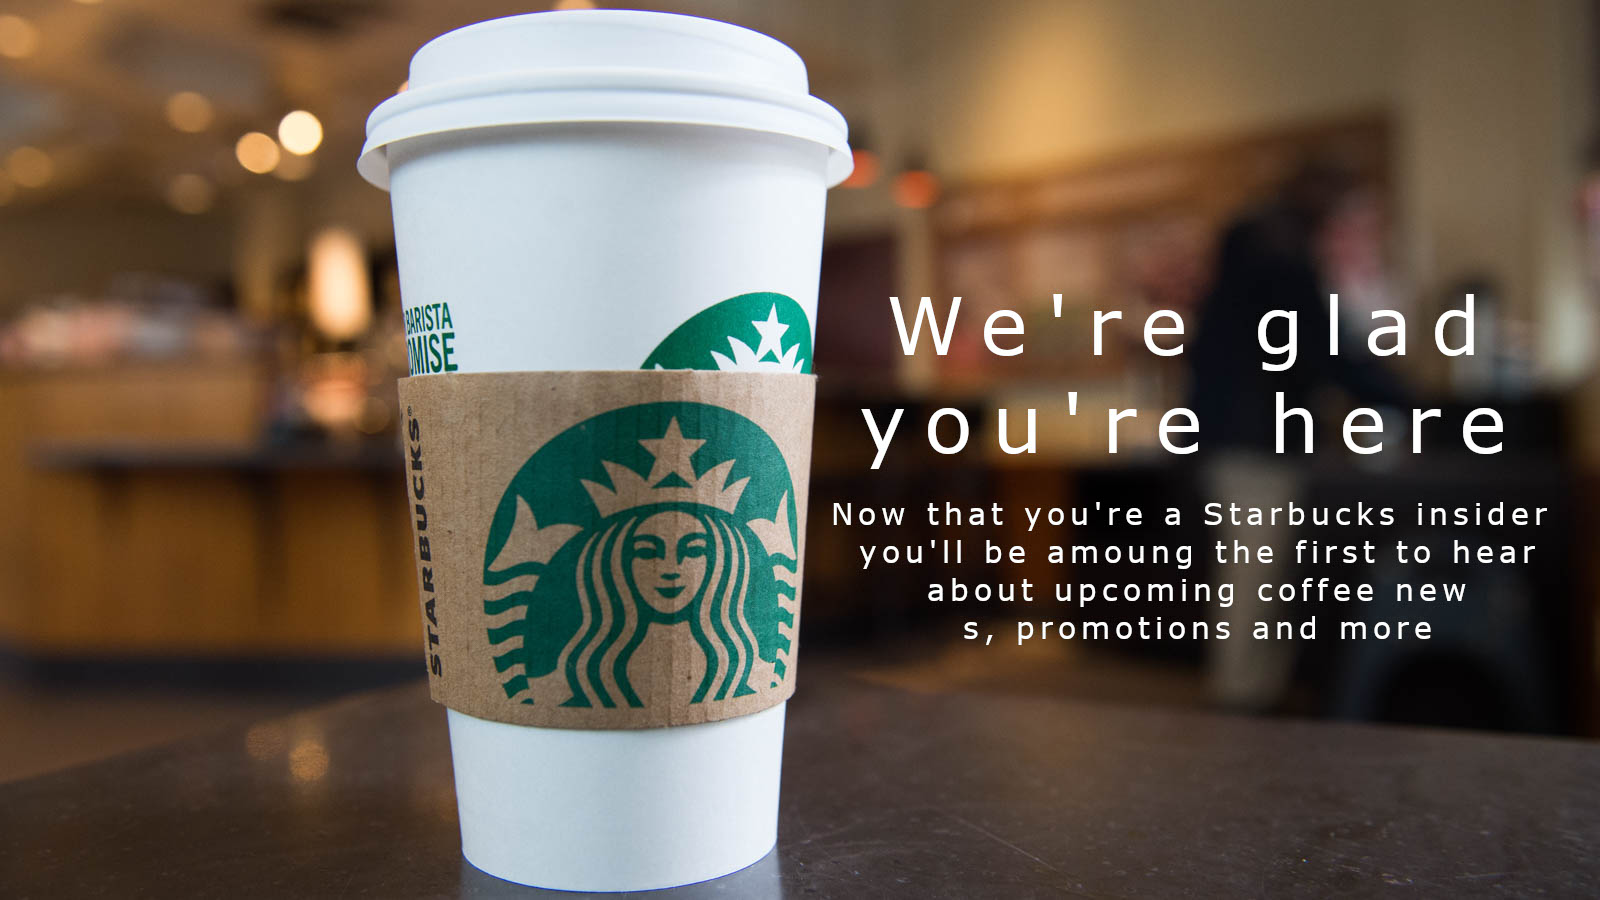 BARISTA
STARBUCKS®
We're glad
you're here
Now that you're a Starbucks insider
you'll be amoung the first to hear
about upcoming coffee new
s, promotions and more